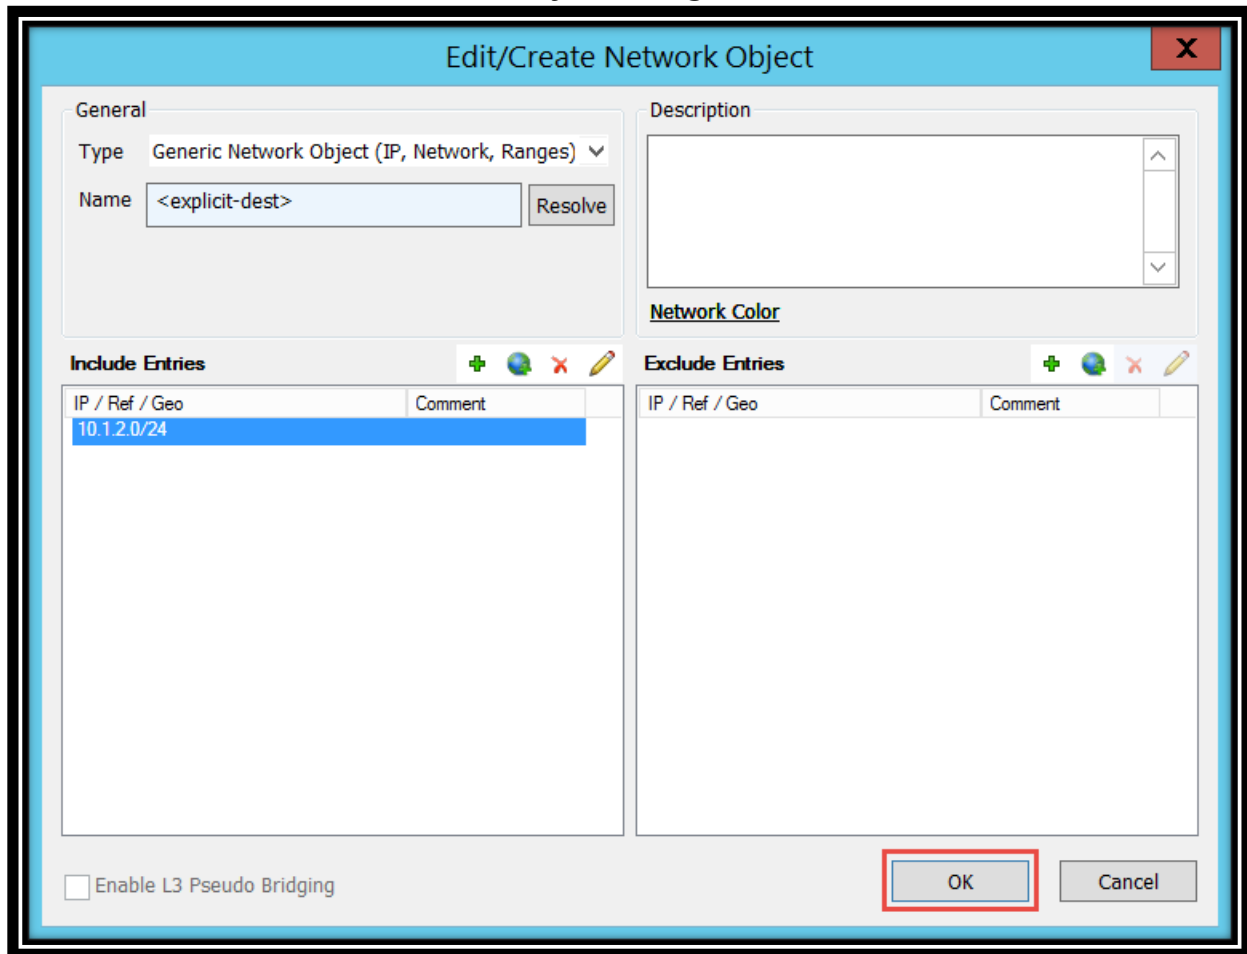 Edit/Create Network Object
X
General
Type Generic Network Object (IP, Network, Ranges)
Name <explicit-dest> Resolve
Description
Network Color
Include Entries
IP / Ref / Geo Comment
10.1.2.0/24
Exclude Entries
IP / Ref / Geo Comment
Enable L3 Pseudo Bridging
OK Cancel